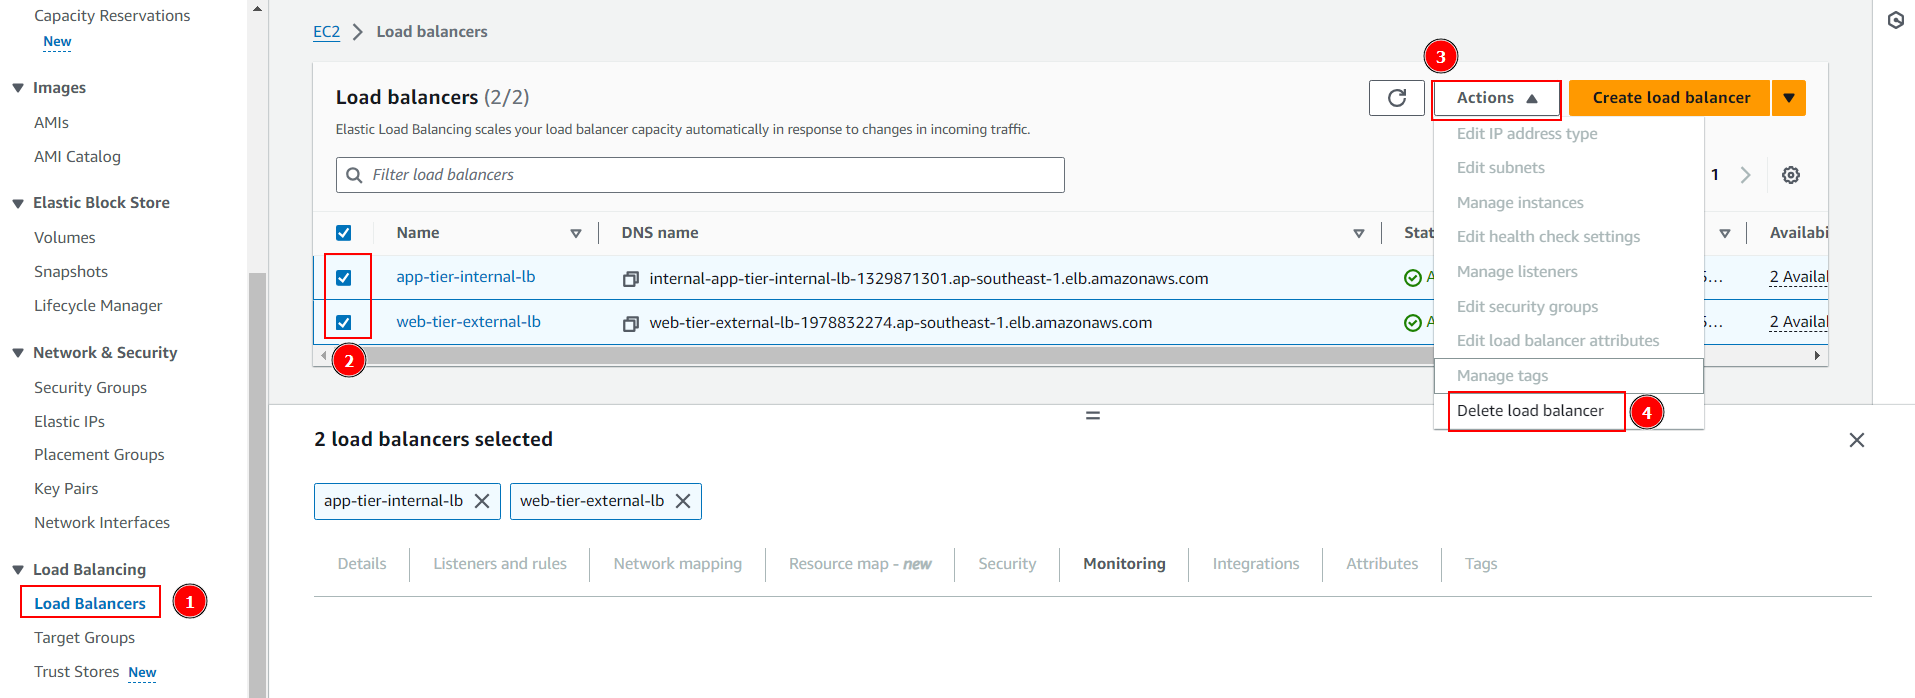 Capacity Reservations
New
Images
AMIs
AMI Catalog
Elastic Block Store
Volumes
Snapshots
Lifecycle Manager
Network & Security
Security Groups
Elastic IPs
Placement Groups
Key Pairs
Network Interfaces
Load Balancing
Load Balancers
1
Target Groups
Trust Stores New
EC2 Load balancers
3
Load balancers (2/2)
Actions
Create load balancer
Elastic Load Balancing scales your load balancer capacity automatically in response to changes in incoming traffic.
Filter load balancers
1
Name DNS name Stat Availabi
app-tier-internal-lb internal-app-tier-internal-lb-1329871301.ap-southeast-1.elb.amazonaws.com A 2 Availal
web-tier-external-lb web-tier-external-lb-1978832274.ap-southeast-1.elb.amazonaws.com A 2 Availal
2
Edit IP address type
Edit subnets
Manage instances
Edit health check settings
Manage listeners
Edit security groups
Edit load balancer attributes
Manage tags
Delete load balancer
4
2 load balancers selected
app-tier-internal-lb web-tier-external-lb
Details Listeners and rules Network mapping Resource map - new Security Monitoring Integrations Attributes Tags